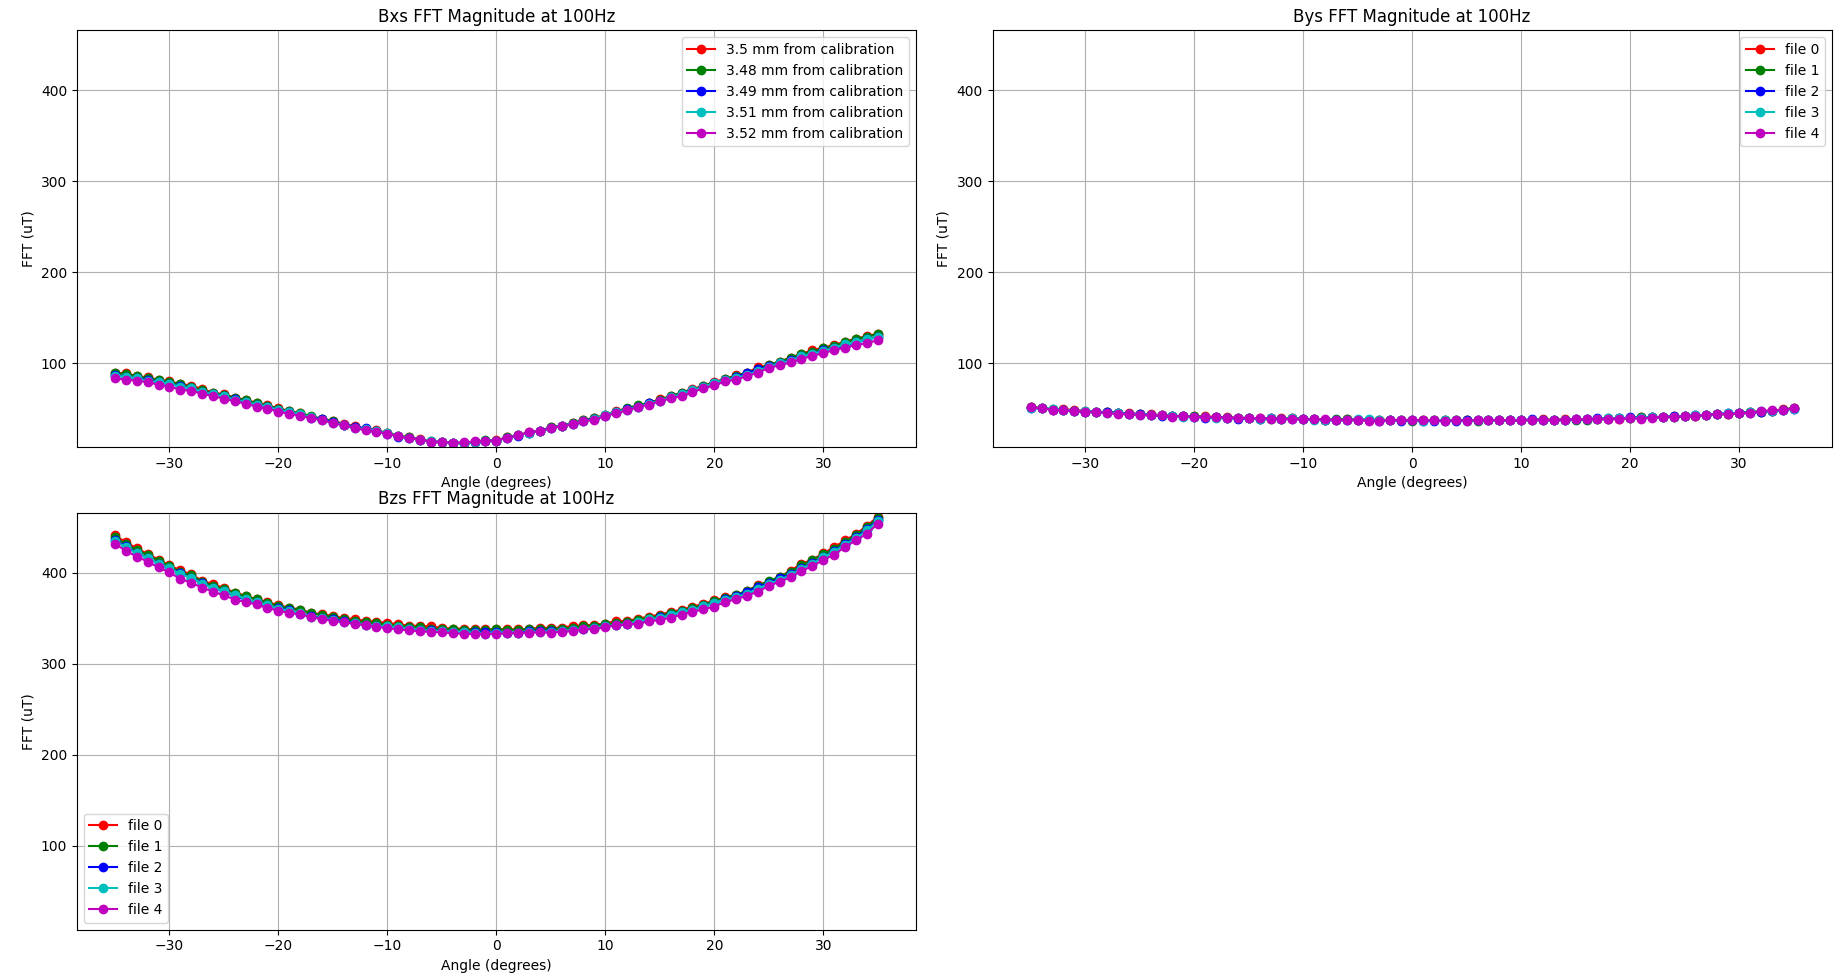 Bxs FFT Magnitude at 100Hz
FFT (uT)
400
300
200
100
3.5 mm from calibration
3.48 mm from calibration
3.49 mm from calibration
3.51 mm from calibration
3.52 mm from calibration
−30 −20 −10 0 10 20 30
Angle (degrees)
Bys FFT Magnitude at 100Hz
FFT (uT)
400
300
200
100
file 0
file 1
file 2
file 3
file 4
−30 −20 −10 0 10 20 30
Angle (degrees)
Bzs FFT Magnitude at 100Hz
FFT (uT)
400
300
200
100
file 0
file 1
file 2
file 3
file 4
−30 −20 −10 0 10 20 30
Angle (degrees)